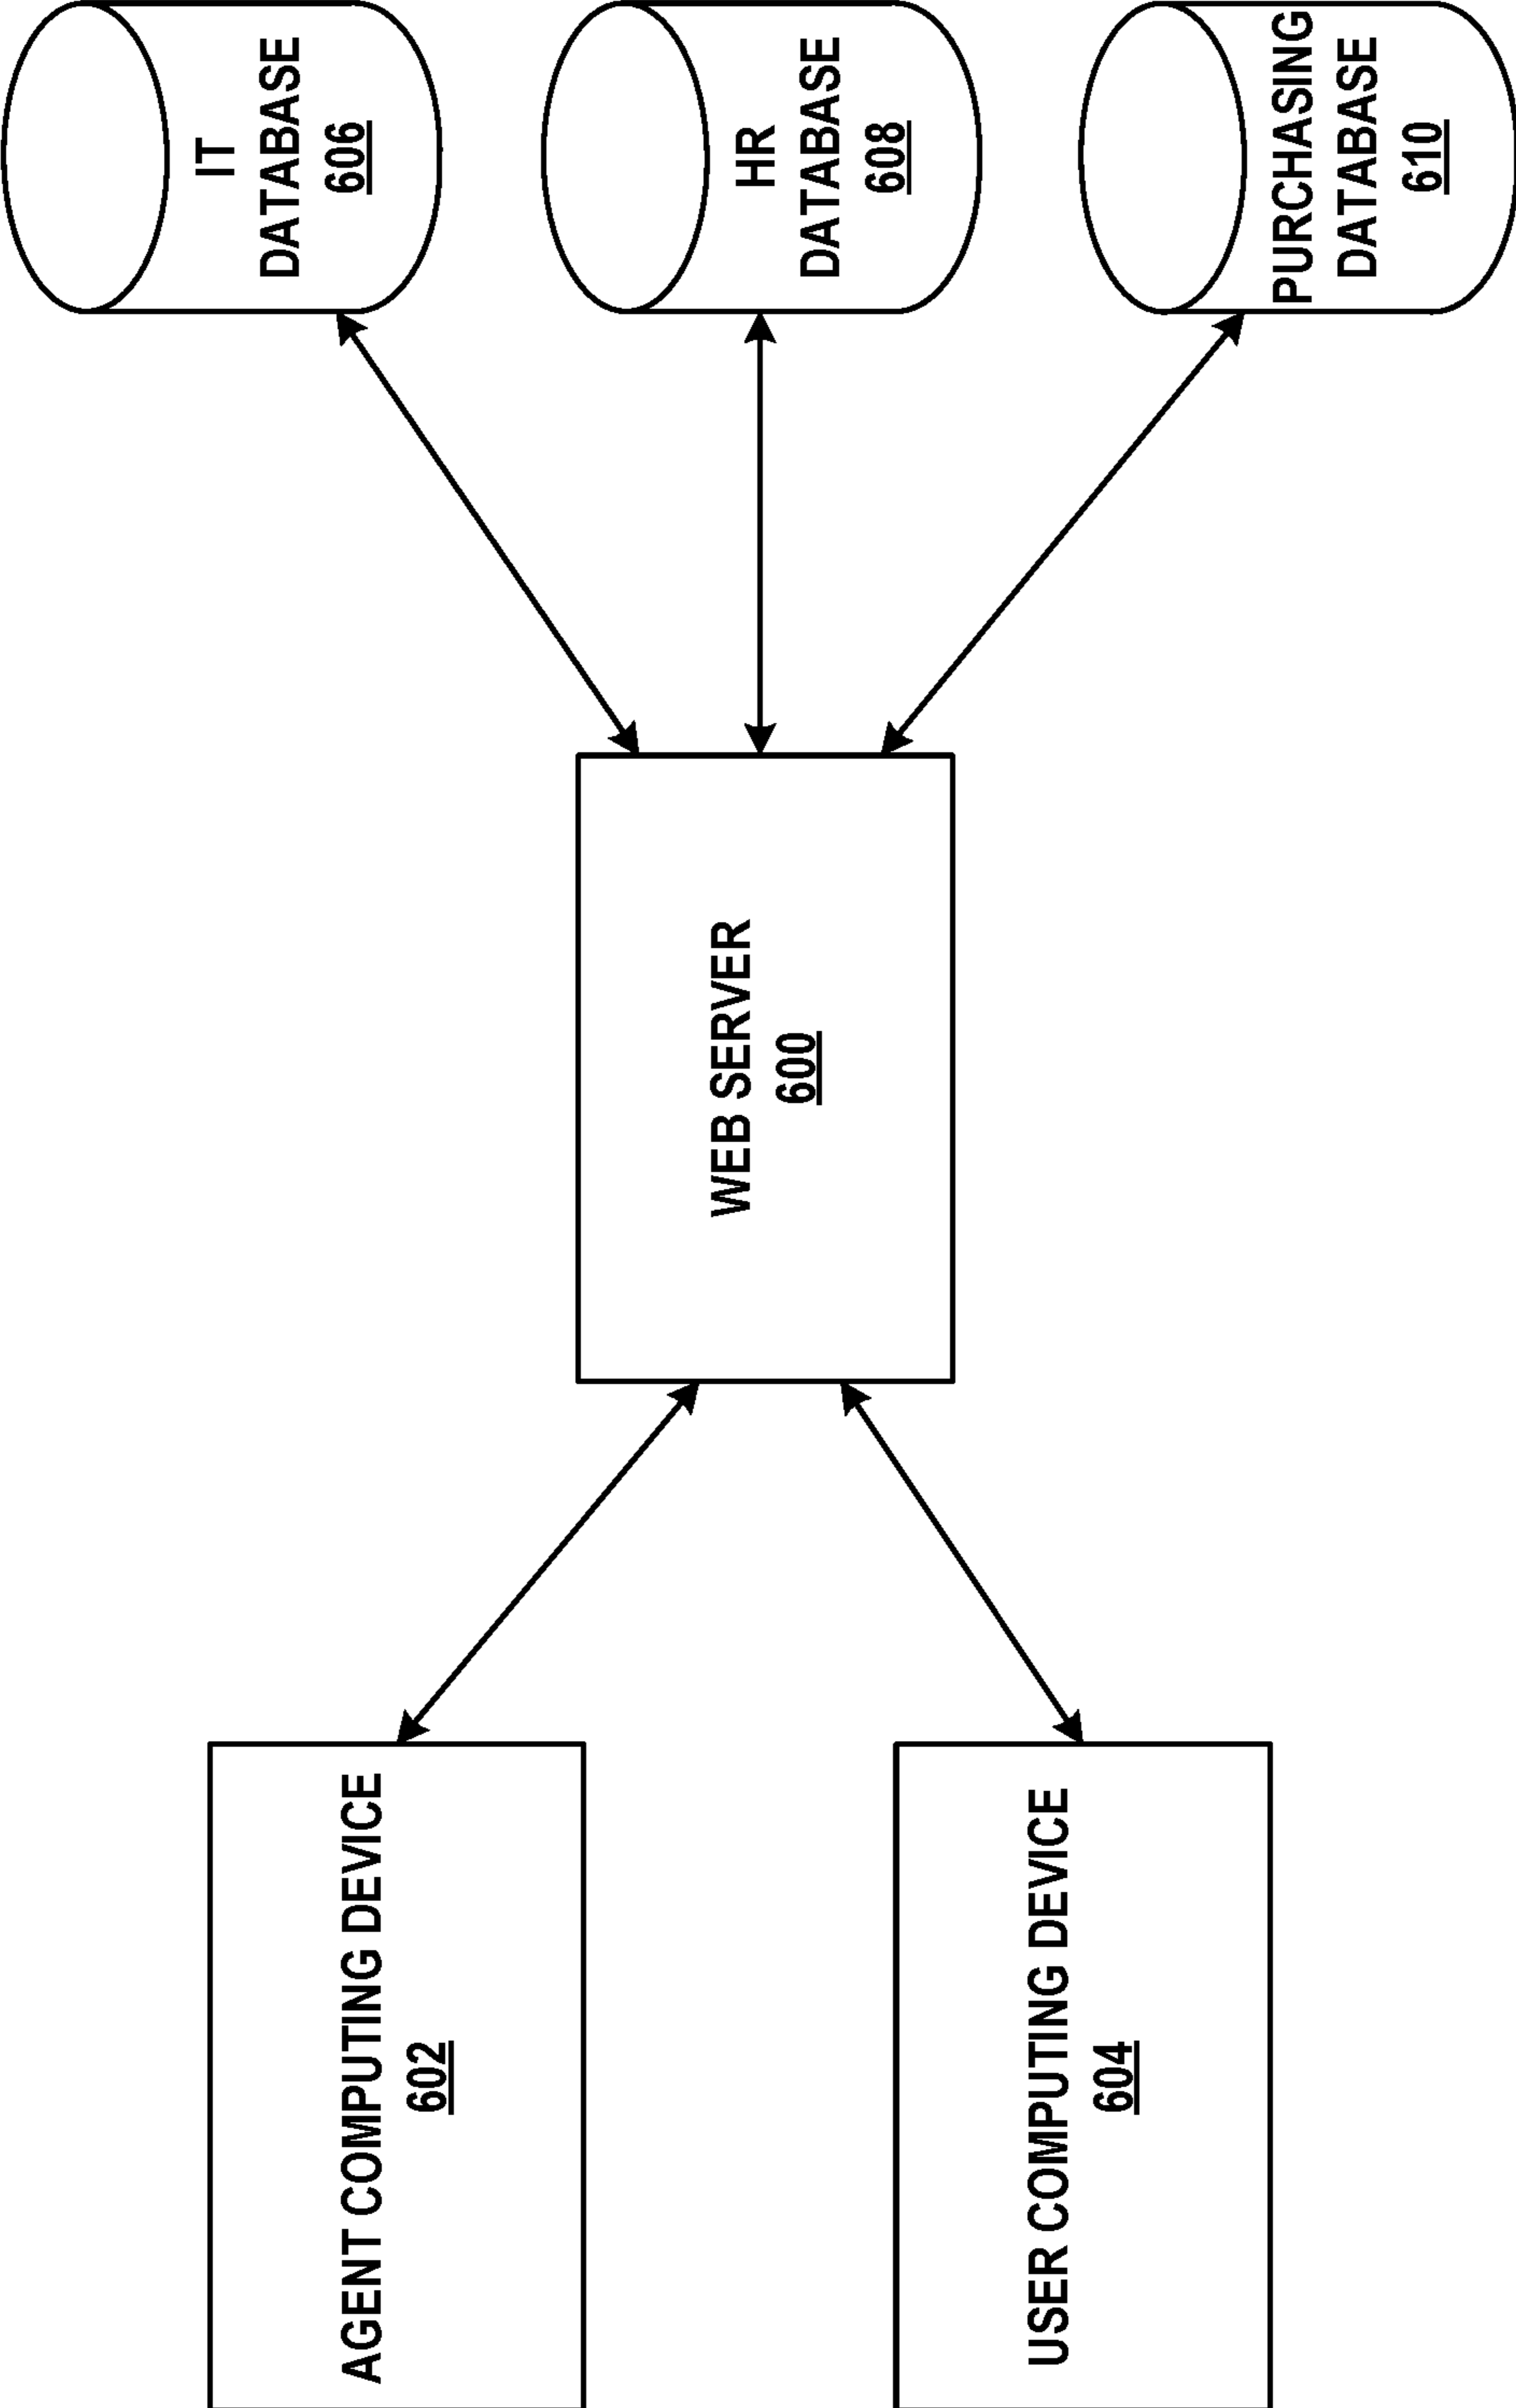 AGENT COMPUTING DEVICE
602
USER COMPUTING DEVICE
604
WEB SERVER
600
IT
DATABASE
606
HR
DATABASE
608
PURCHASING
DATABASE
610